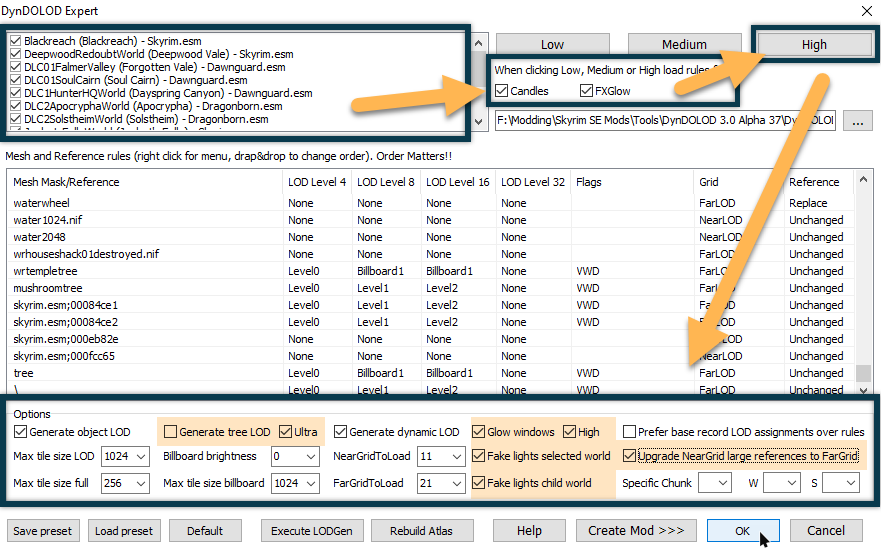 DynDOLOD Expert
Blackreach (Blackreach) - Skyrim.esm
DeepwoodRedoubtWorld (Deepwood Vale) - Skyrim.esm
DLC01FalmerValley (Forgotten Vale) - Dawnguard.esm
DLC01SoulCairn (Soul Cairn) - Dawnguard.esm
DLC1HunterHQWorld (Dayspring Canyon) - Dawnguard.esm
DLC2ApocryphaWorld (Apocrypha) - Dragonborn.esm
DLC2SolstheimWorld (Solstheim) - Dragonborn.esm
Low Medium High
When clicking Low, Medium or High load rules
Candles FXGlow
F:\Modding\Skyrim SE Mods\Tools\DynDOLOD 3.0 Alpha 37\DynDOLOI ...
Mesh and Reference rules (right click for menu, drap&drop to change order). Order Matters!!
Mesh Mask/Reference LOD Level 4 LOD Level 8 LOD Level 16 LOD Level 32 Flags Grid Reference
waterwheel None None None None FarLOD Replace
water1024.nif None None None None NearLOD Unchanged
water2048 None None None None NearLOD Unchanged
wrhouseshack01destroyed.nif None None None None FarLOD Unchanged
wrtempletree Level0 Billboard1 Billboard1 None VWD FarLOD Unchanged
mushroomtree Level0 Level1 Level2 None VWD FarLOD Unchanged
skyrim.esm;00084ce1 Level0 Level1 Level2 None VWD FarLOD Unchanged
skyrim.esm;00084ce2 Level0 Level1 Level2 None VWD FarLOD Unchanged
skyrim.esm;000eb82e None None None None Unchanged
skyrim.esm;000fcc65 None None None None NearLOD Unchanged
tree Level0 Billboard1 Billboard1 None VWD FarLOD Unchanged
\ Level0 Level1 Level2 None VWD FarLOD Unchanged
Options
Generate object LOD Generate tree LOD Ultra Generate dynamic LOD Glow windows High Prefer base record LOD assignments over rules
Max tile size LOD 1024 Billboard brightness 0 NearGridToLoad 11 Fake lights selected world Upgrade NearGrid large references to FarGrid
Max tile size full 256 Max tile size billboard 1024 FarGridToLoad 21 Fake lights child world Specific Chunk W S
Save preset Load preset Default Execute LODGen Rebuild Atlas Help Create Mod >>> OK Cancel